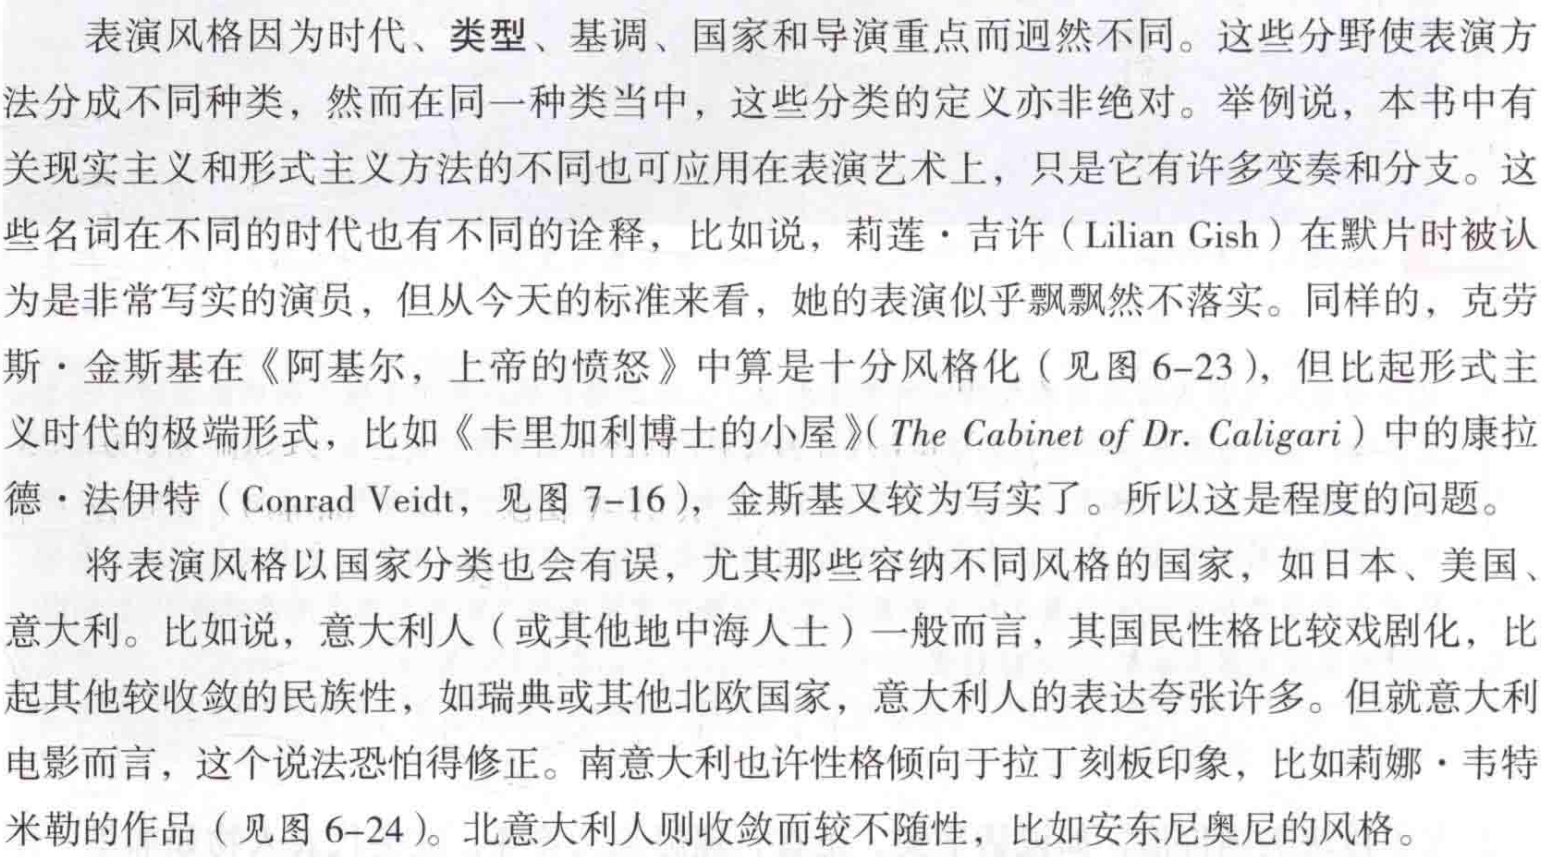 表演风格因为时代、类型、基调、国家和导演重点而迥然不同。这些分野使表演方
法分成不同种类，然而在同一种类当中，这些分类的定义亦非绝对。举例说，本书中有
关现实主义和形式主义方法的不同也可应用在表演艺术上，只是它有许多变奏和分支。这
些名词在不同的时代也有不同的诠释，比如说，莉莲·吉许（Lilian Gish）在默片时被认
为是非常写实的演员，但从今天的标准来看，她的表演似乎飘飘然不落实。同样的，克劳
斯·金斯基在《阿基尔，上帝的愤怒》中算是十分风格化（见图 6-23），但比起形式主
义时代的极端形式，比如《卡里加利博士的小屋》（The Cabinet of Dr. Caligari）中的康拉
德·法伊特（Conrad Veidt，见图 7-16），金斯基又较为写实了。所以这是程度的问题。
将表演风格以国家分类也会有误，尤其那些容纳不同风格的国家，如日本、美国、
意大利。比如说，意大利人（或其他地中海人士）一般而言，其国民性格比较戏剧化，比
起其他较收敛的民族性，如瑞典或其他北欧国家，意大利人的表达夸张许多。但就意大利
电影而言，这个说法恐怕得修正。南意大利也许性格倾向于拉丁刻板印象，比如莉娜·韦特
米勒的作品（见图 6-24）。北意大利人则收敛而较不随性，比如安东尼奥尼的风格。